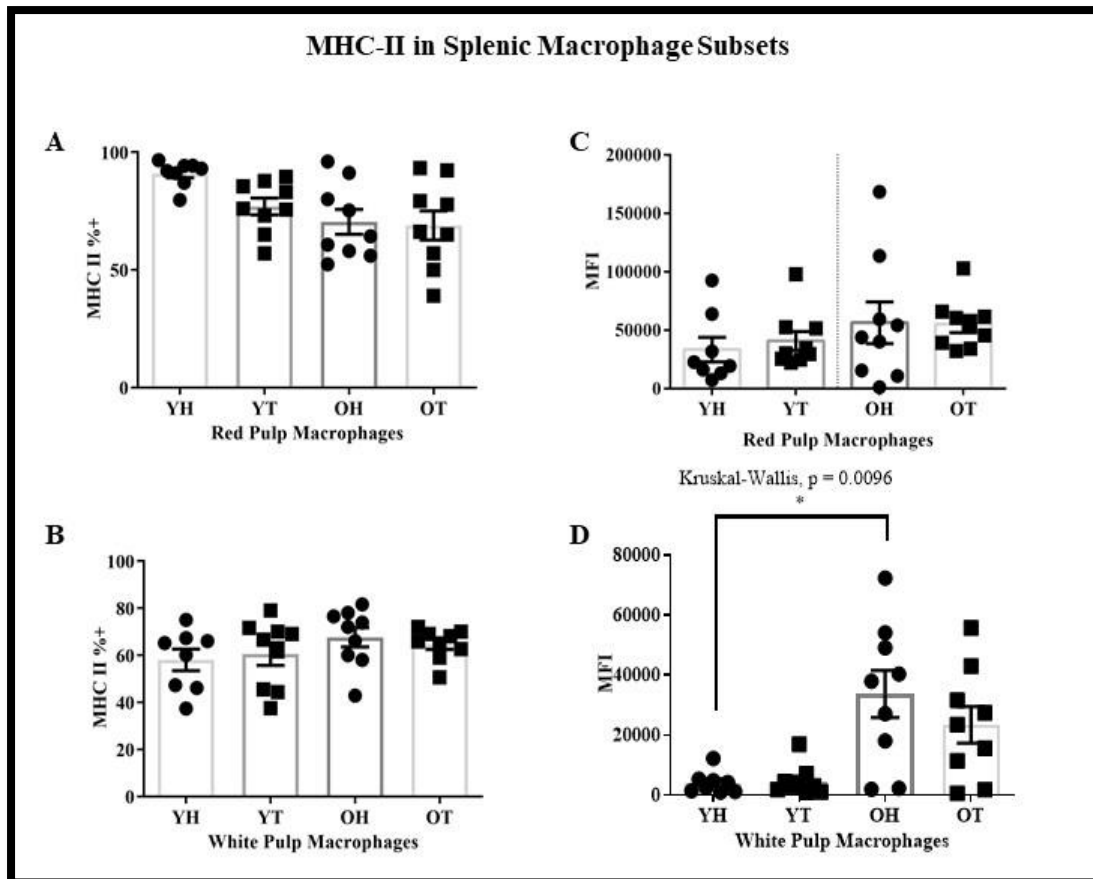 MHC-II in Splenic Macrophage Subsets
A
MHC II %+
100
50
0
YH YT OH OT
Red Pulp Macrophages
C
MFI
200000
150000
100000
50000
0
YH YT OH OT
Red Pulp Macrophages
Kruskal-Wallis, p = 0.0096
*
B
MHC II %+
100
80
60
40
20
0
YH YT OH OT
White Pulp Macrophages
D
MFI
80000
60000
40000
20000
0
YH YT OH OT
White Pulp Macrophages